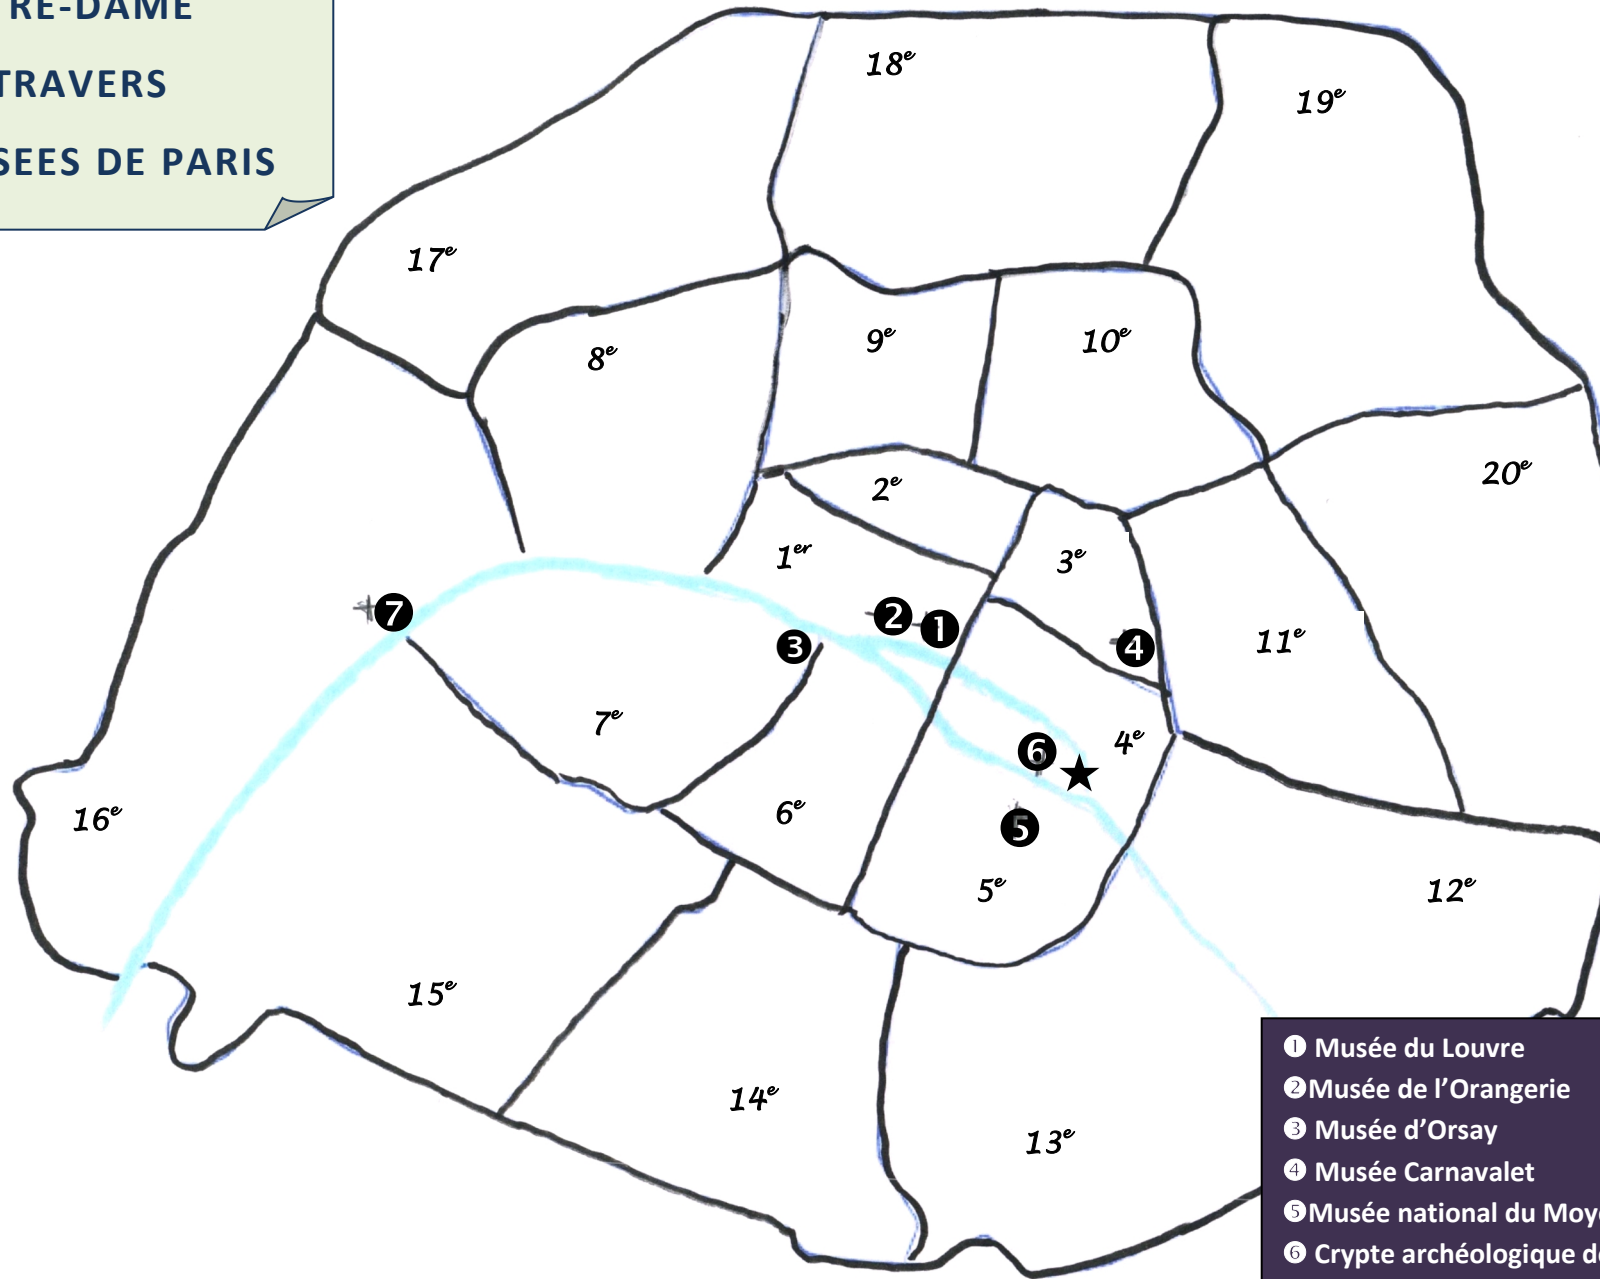 RE-DAME
TRAVERS
SEES DE PARIS
18e
19e
17e
9e
10e
8e
20e
2e
1er
3e
7
2
1
11e
3
4
7e
4e
6
★
6e
16e
5
5e
12e
15e
14e
13e
❶ Musée du Louvre
❷Musée de l’Orangerie
❸ Musée d’Orsay
❹ Musée Carnavalet
❺Musée national du Moy
❻ Crypte archéologique d